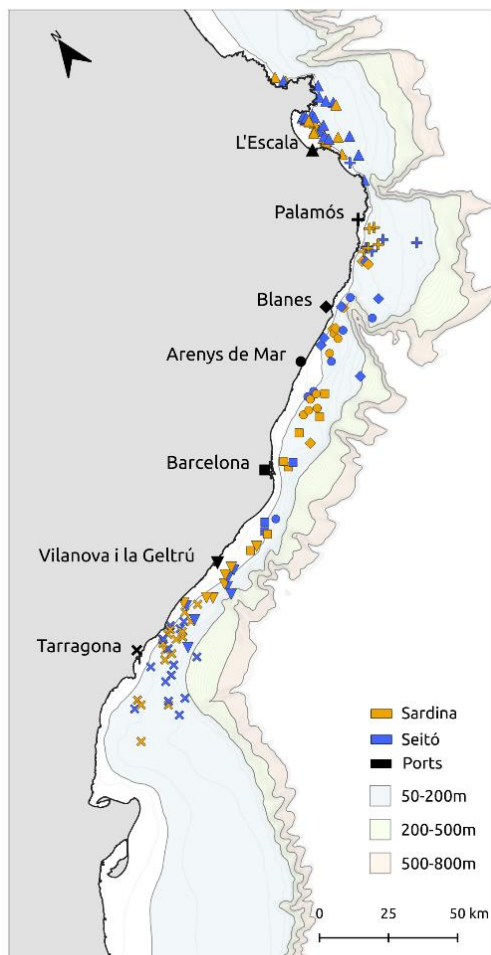 N
L'Escala
Palamós
Blanes
Arenys de Mar
Barcelona
Vilanova i la Geltrú
Tarragona
Sardina
Seitó
Ports
50-200m
200-500m
500-800m
0 25 50 km